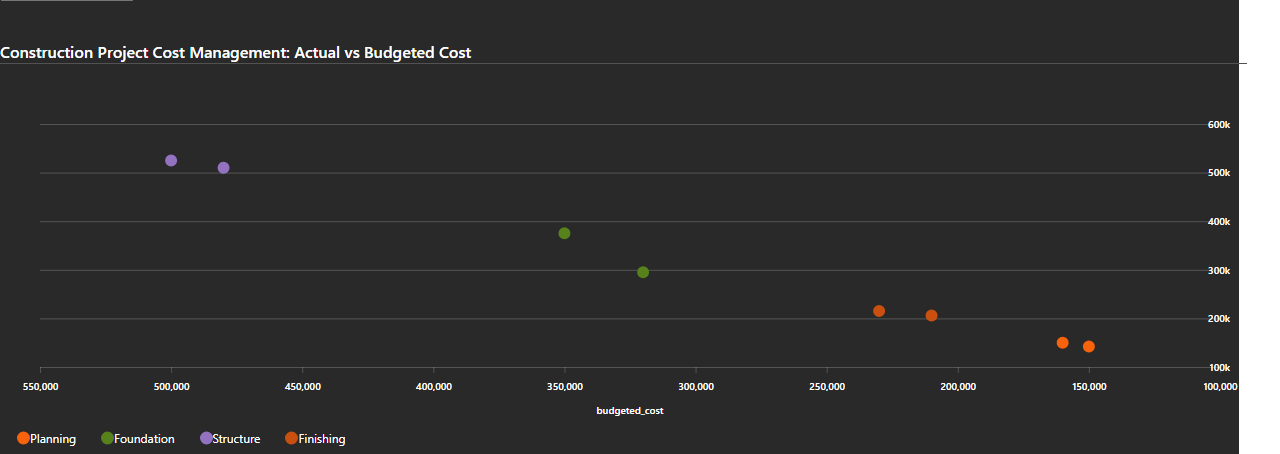 Construction Project Cost Management: Actual vs Budgeted Cost
600k
500k
400k
300k
200k
100k
550,000 500,000 450,000 400,000 350,000 300,000 250,000 200,000 150,000 100,000
budgeted_cost
Planning Foundation Structure Finishing